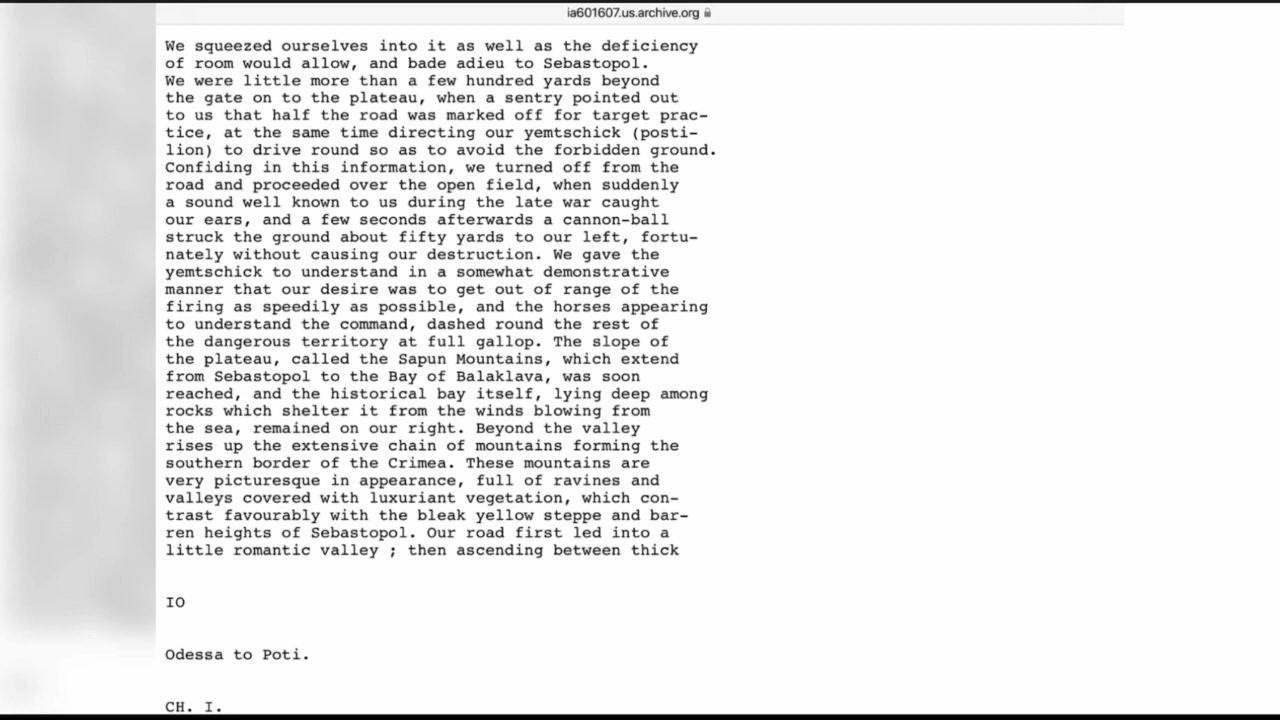 ia601607.us.archive.org
We squeezed ourselves into it as well as the deficiency
of room would allow, and bade adieu to Sebastopol.
We were little more than a few hundred yards beyond
the gate on to the plateau, when a sentry pointed out
to us that half the road was marked off for target prac-
tice, at the same time directing our yemtschick (posti-
lion) to drive round so as to avoid the forbidden ground.
Confiding in this information, we turned off from the
road and proceeded over the open field, when suddenly
a sound well known to us during the late war caught
our ears, and a few seconds afterwards a cannon-ball
struck the ground about fifty yards to our left, fortu-
nately without causing our destruction. We gave the
yemtschick to understand in a somewhat demonstrative
manner that our desire was to get out of range of the
firing as speedily as possible, and the horses appearing
to understand the command, dashed round the rest of
the dangerous territory at full gallop. The slope of
the plateau, called the Sapun Mountains, which extend
from Sebastopol to the Bay of Balaklava, was soon
reached, and the historical bay itself, lying deep among
rocks which shelter it from the winds blowing from
the sea, remained on our right. Beyond the valley
rises up the extensive chain of mountains forming the
southern border of the Crimea. These mountains are
very picturesque in appearance, full of ravines and
valleys covered with luxuriant vegetation, which con-
trast favourably with the bleak yellow steppe and bar-
ren heights of Sebastopol. Our road first led into a
little romantic valley ; then ascending between thick
IO
Odessa to Poti.
CH. I.